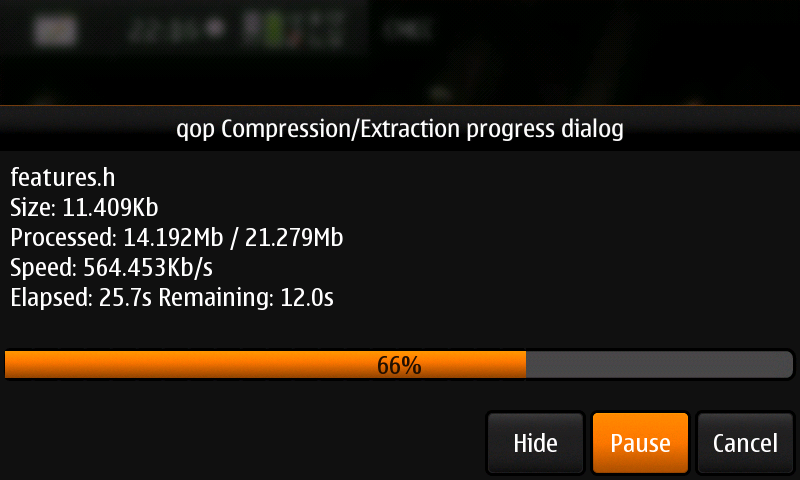 qop Compression/Extraction progress dialog
features.h
Size: 11.409Kb
Processed: 14.192Mb / 21.279Mb
Speed: 564.453Kb/s
Elapsed: 25.7s Remaining: 12.0s
66%
Hide Pause Cancel